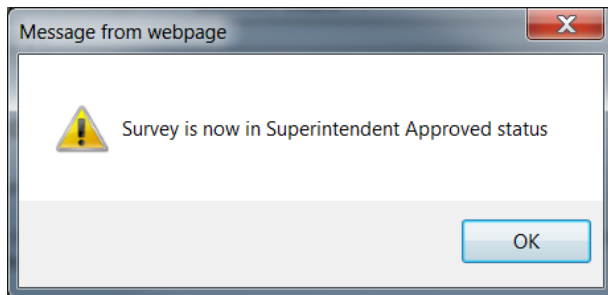 Message from webpage
Survey is now in Superintendent Approved status
OK